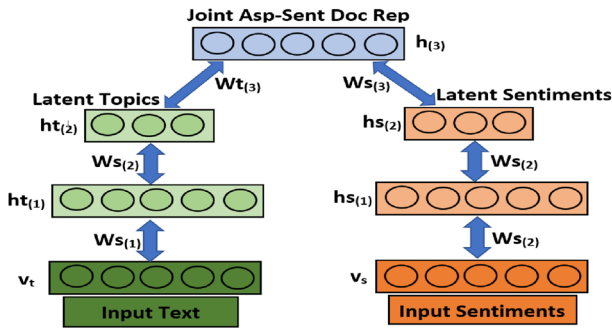 Joint Asp-Sent Doc Rep
h(3)
Wt(3)
Ws(3)
Latent Topics
Latent Sentiments
ht(2)
hs(2)
Ws(2)
Ws(2)
ht(1)
hs(1)
Ws(1)
Ws(2)
vt
vs
Input Text
Input Sentiments